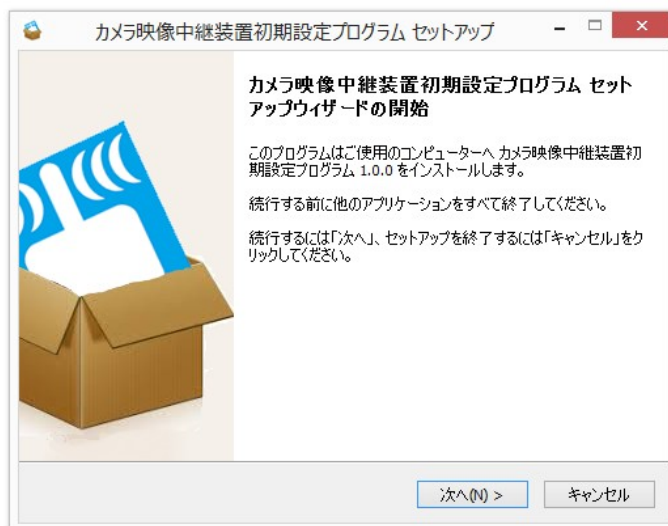 カメラ映像中継装置初期設定プログラム セットアップ
カメラ映像中継装置初期設定プログラム セット
アップウィザードの開始
このプログラムはご使用のコンピューターへ カメラ映像中継装置初
期設定プログラム 1.0.0 をインストールします。
続行する前に他のアプリケーションをすべて終了してください。
続行するには「次へ」、セットアップを終了するには「キャンセル」をク
リックしてください。
次へ(N) >
キャンセル